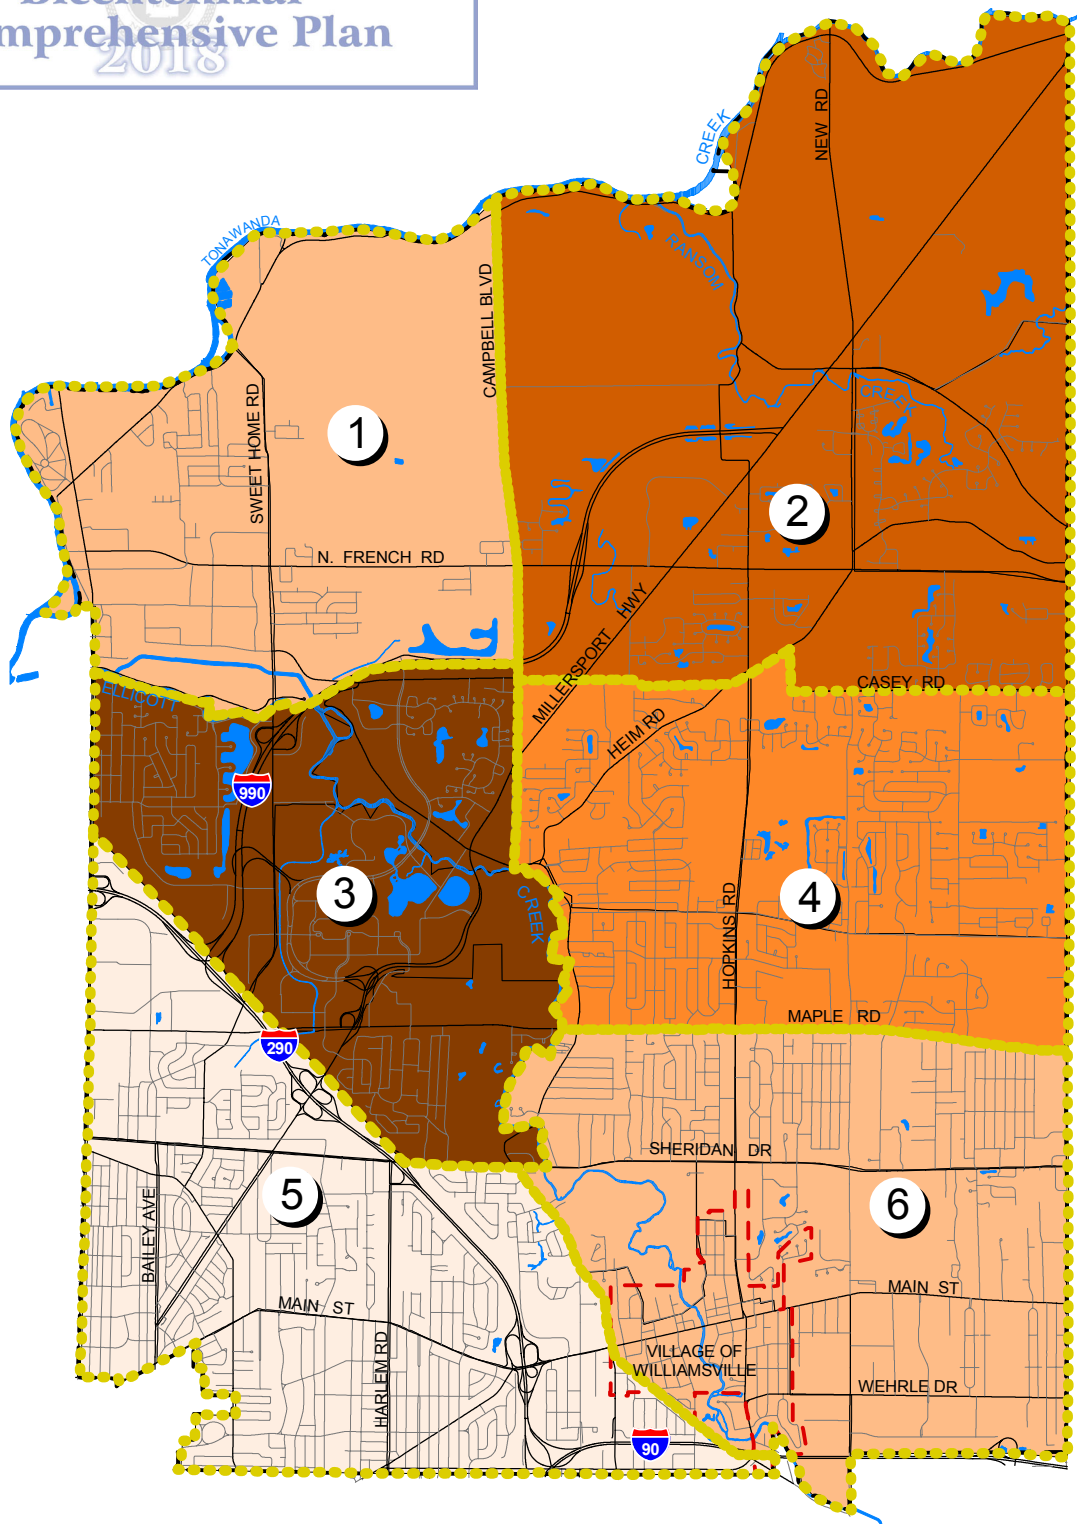 2018
CREEK
NEW RD
TONAWANDA
RANSOM
CAMPBELL BLVD
SWEET HOME RD
1
CREEK
2
N. FRENCH RD
MILLERSPORT HWY
CASEY RD
ELLICOTT
HEIM RD
990
3
4
CREEK
HOPKINS RD
MAPLE RD
290
SHERIDAN DR
5
6
BAILEY AVE
MAIN ST
MAIN ST
HARLEM RD
VILLAGE OF
WILLIAMSVILLE
WEHRLE DR
90